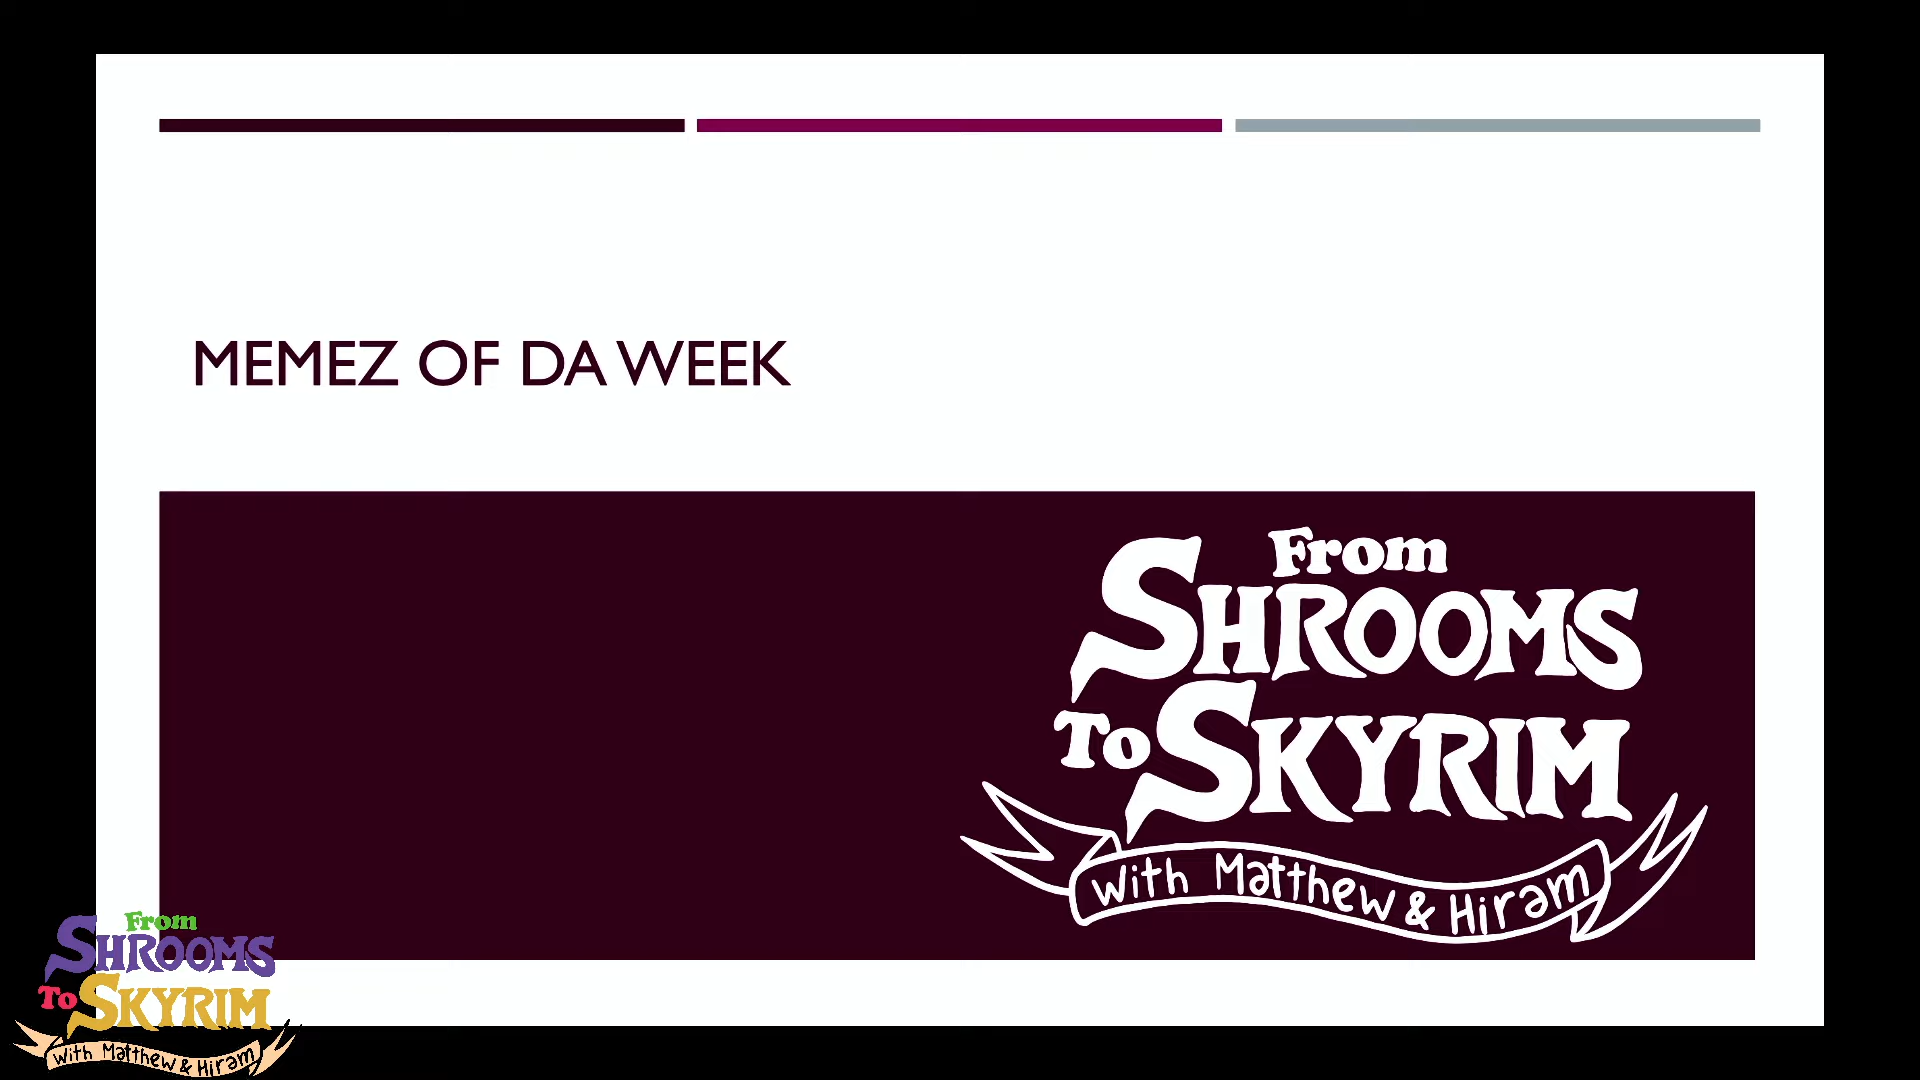 MEMEZ OF DA WEEK
From
SHROOMS
To SKYRIM
With Matthew & Hiram
From
SHROOMS
To SKYRIM
With Matthew & Hiram